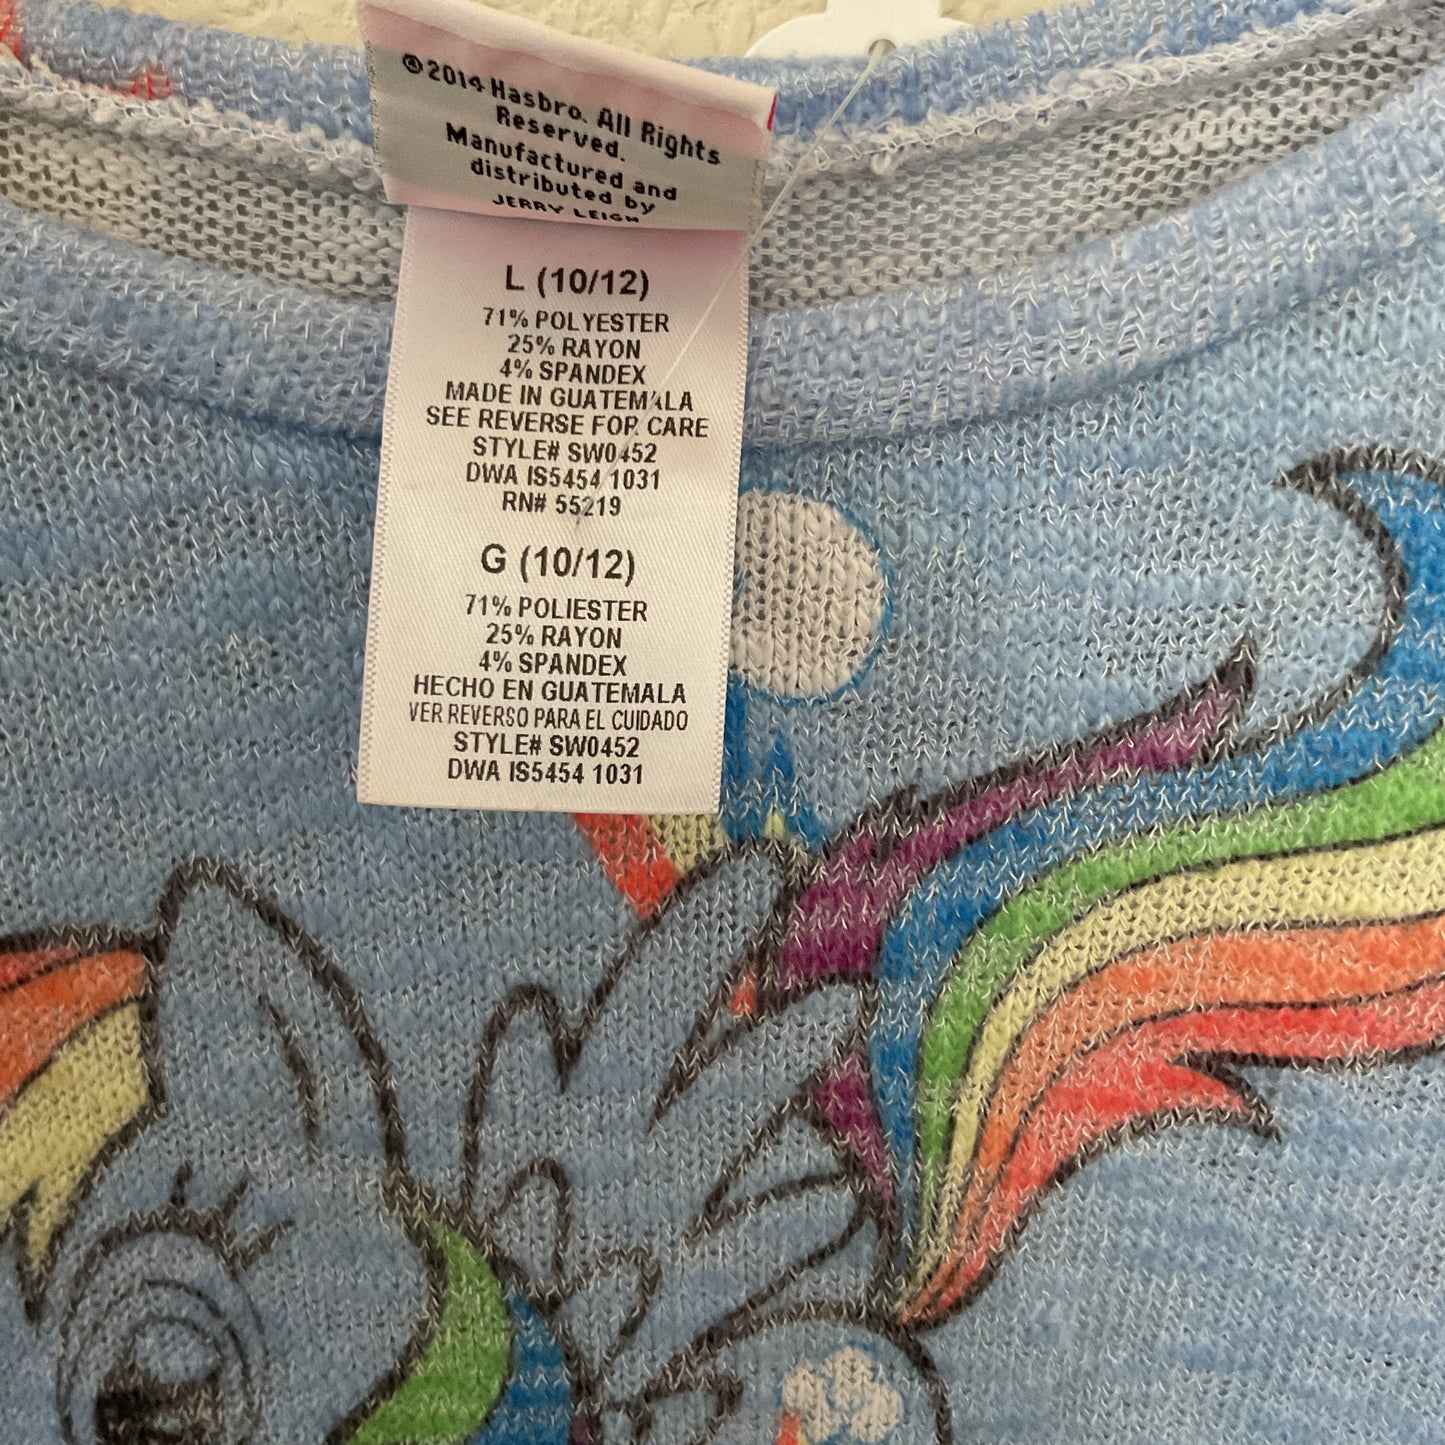 ©2014 Hasbro. All Rights
Reserved.
Manufactured and
distributed by
JERRY LEIGH
L (10/12)
71% POLYESTER
25% RAYON
4% SPANDEX
MADE IN GUATEMALA
SEE REVERSE FOR CARE
STYLE# SW0452
DWA IS5454 1031
RN# 55219
G (10/12)
71% POLIESTER
25% RAYON
4% SPANDEX
HECHO EN GUATEMALA
VER REVERSO PARA EL CUIDADO
STYLE# SW0452
DWA IS5454 1031